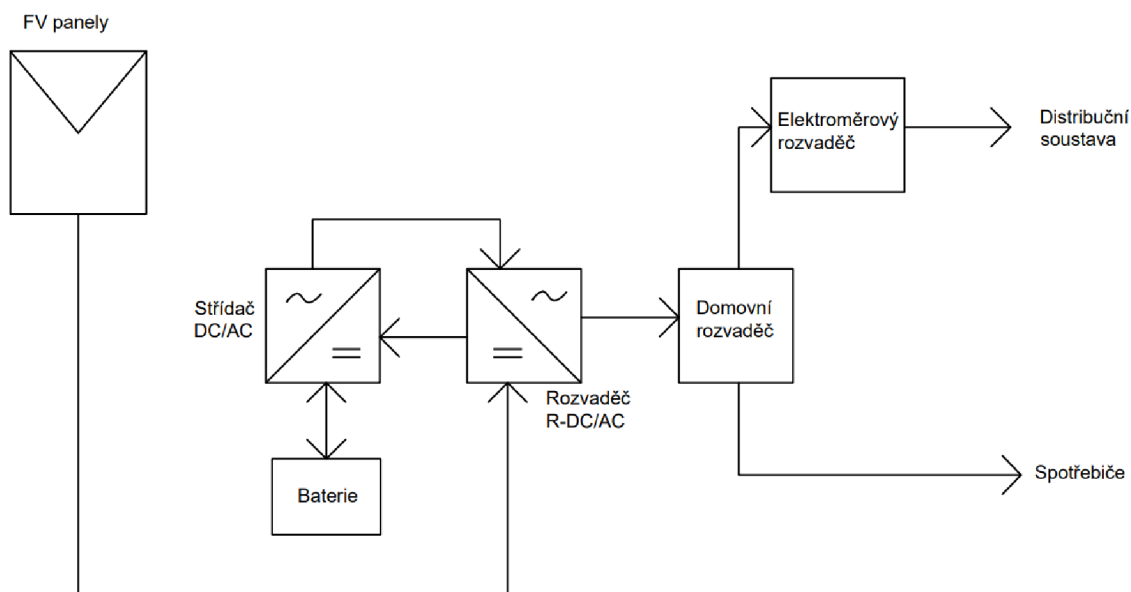 FV panely
Elektroměrový
rozvaděč
Distribuční
soustava
Střídač
DC/AC
Domovní
rozvaděč
Rozvaděč
R-DC/AC
Baterie
Spotřebiče